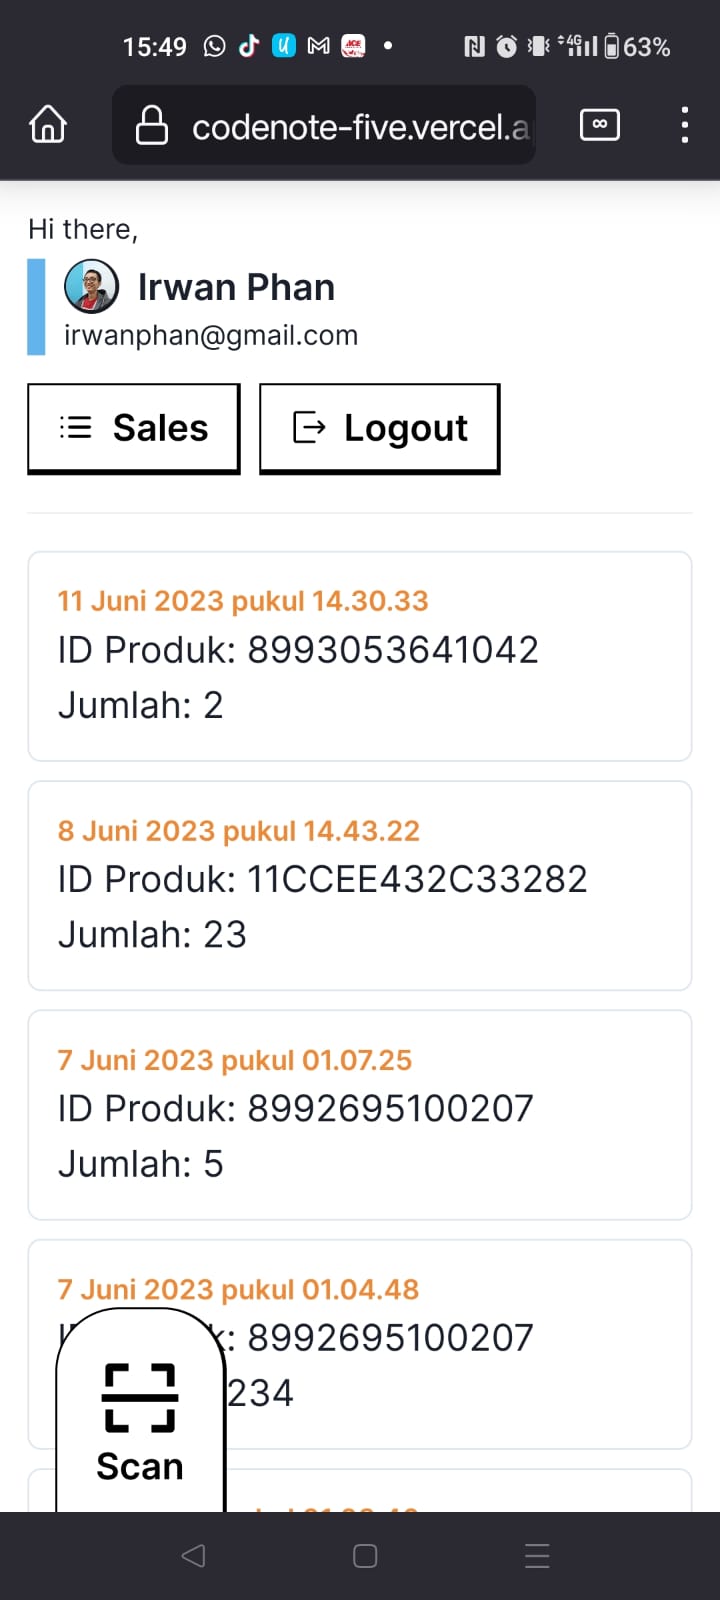 15:49
4G
63%
codenote-five.vercel.a
Hi there,
Irwan Phan
irwanphan@gmail.com
Sales
Logout
11 Juni 2023 pukul 14.30.33
ID Produk: 8993053641042
Jumlah: 2
8 Juni 2023 pukul 14.43.22
ID Produk: 11CCEE432C33282
Jumlah: 23
7 Juni 2023 pukul 01.07.25
ID Produk: 8992695100207
Jumlah: 5
7 Juni 2023 pukul 01.04.48
: 8992695100207
234
Scan